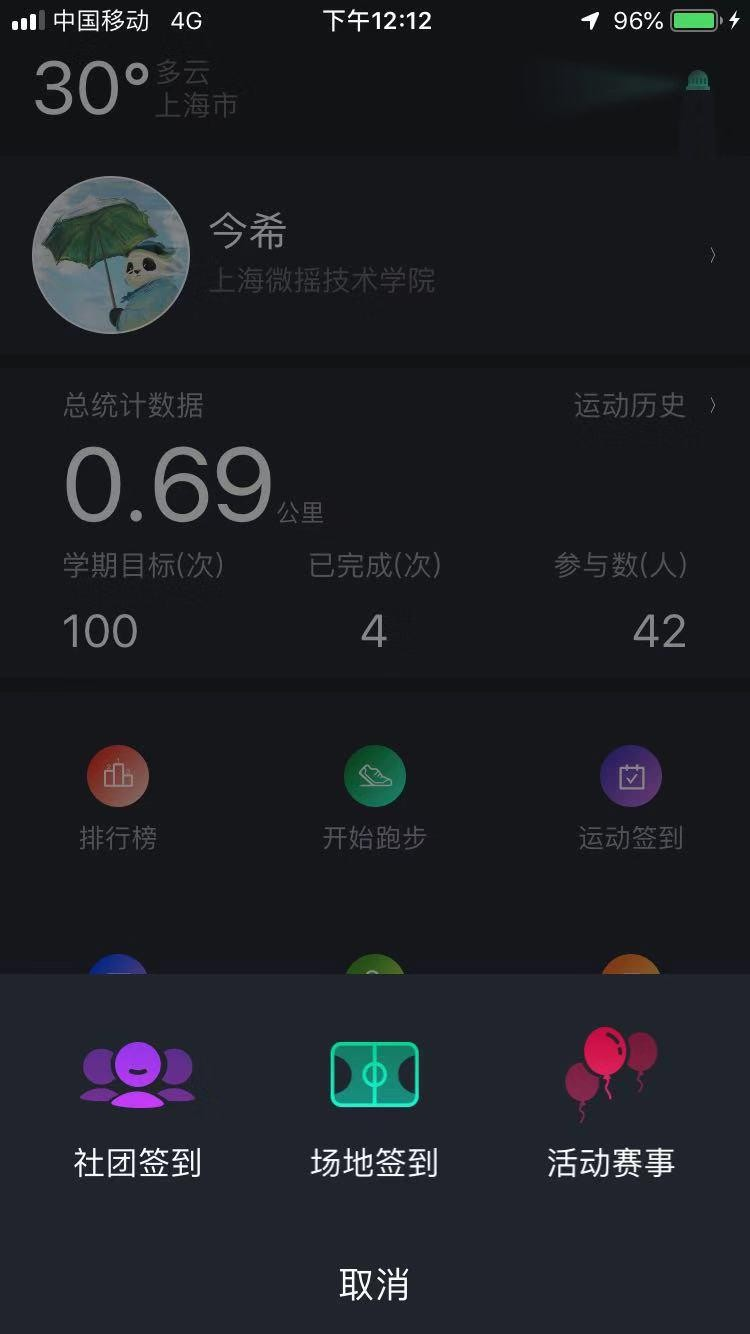 中国移动 4G 下午12:12 96%
30° 多云
上海市
今希
上海微摇技术学院
总统计数据 运动历史
0.69公里
学期目标(次) 已完成(次) 参与数(人)
100 4 42
排行榜 开始跑步 运动签到
社团签到 场地签到 活动赛事
取消